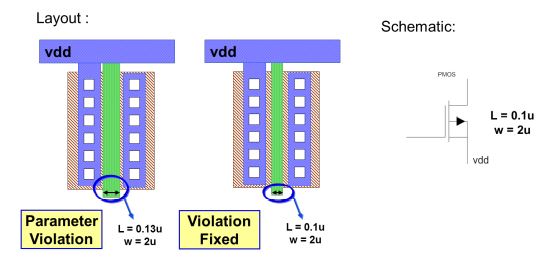 Layout :
Schematic:
vdd
vdd
PMOS
L = 0.1u
w = 2u
vdd
Parameter
Violation
L = 0.13u
w = 2u
Violation
Fixed
L = 0.1u
w = 2u